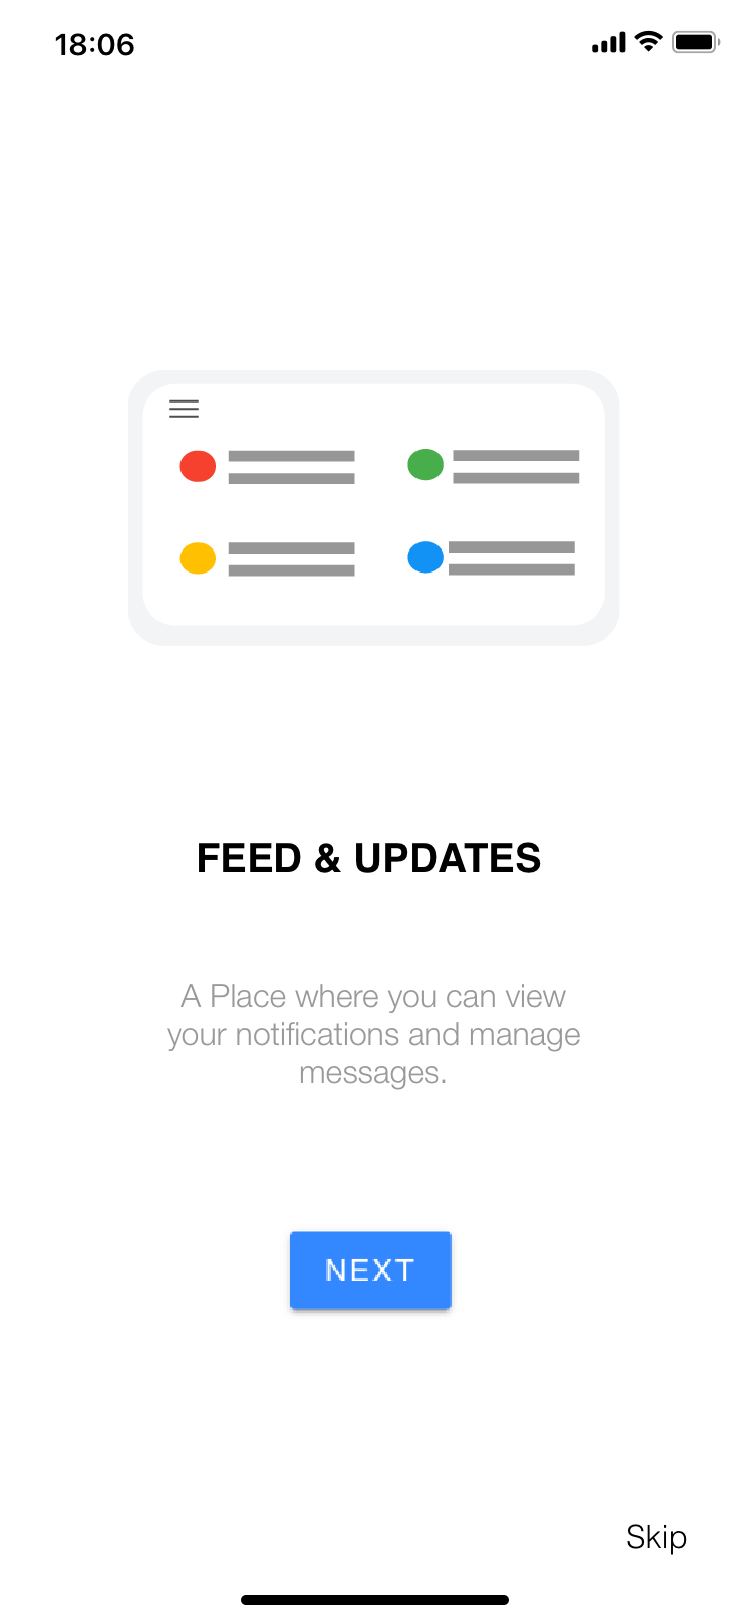 18:06
FEED & UPDATES
A Place where you can view
your notifications and manage
messages.
NEXT
Skip